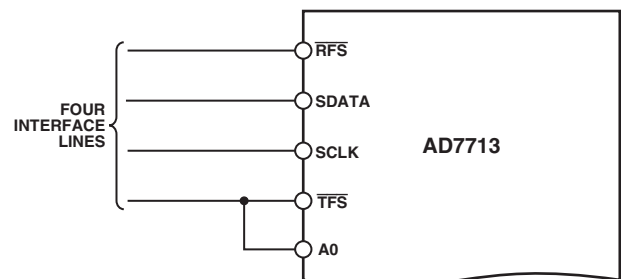 RFS
SDATA
FOUR
INTERFACE
LINES
SCLK
AD7713
TFS
A0